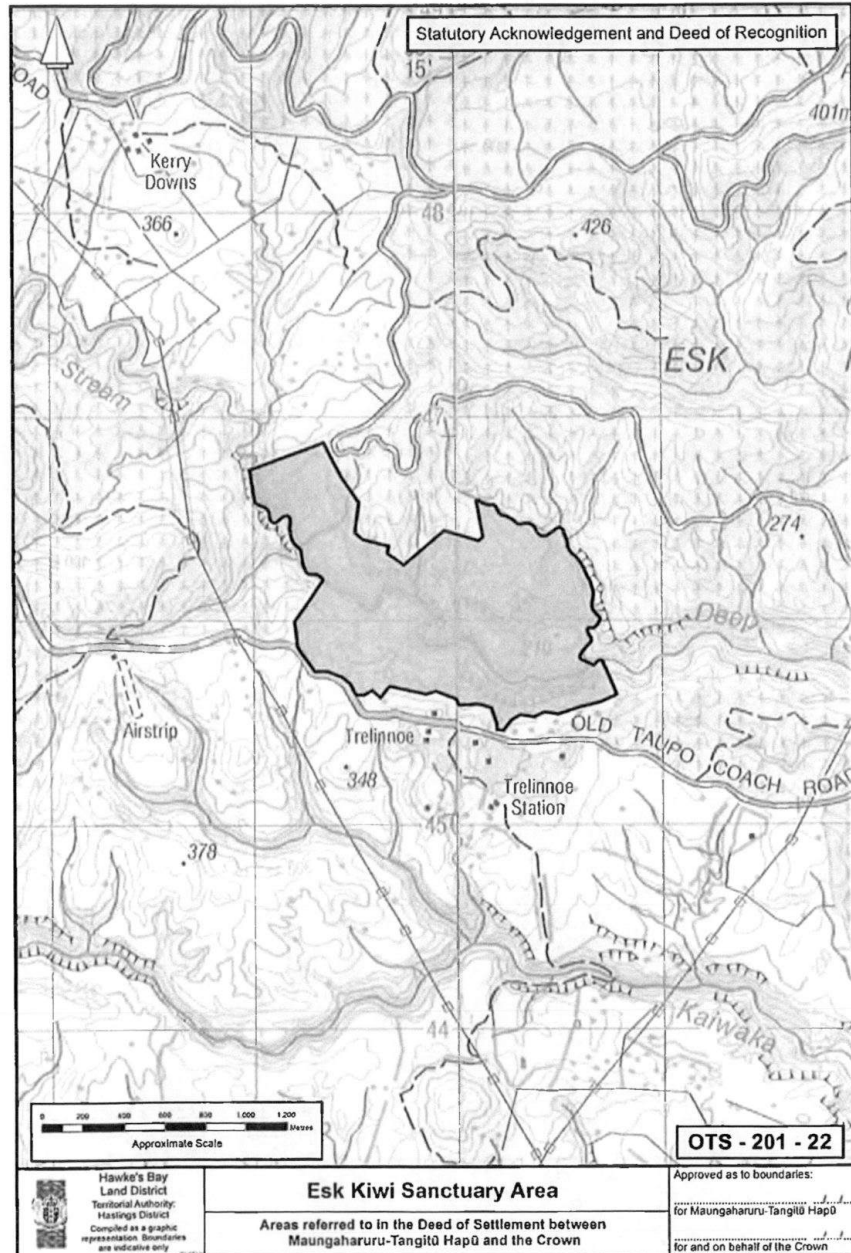 Statutory Acknowledgement and Deed of Recognition
15'
ROAD
401m
Kerry
Downs
48
366
426
ESK
Stream
47
274
Deep
210
Airstrip
Trelinnoe
OLD TAUPO COACH ROAD
348
Trelinnoe
Station
45
378
44
Kaiwaka
0 200 400 600 800 1,000 1,200
Metres
Approximate Scale
OTS - 201 - 22
Hawke's Bay
Land District
Territorial Authority:
Hastings District
Compiled as a graphic
representation. Boundaries
are indicative only
Esk Kiwi Sanctuary Area
Areas referred to in the Deed of Settlement between
Maungaharuru-Tangitū Hapū and the Crown
Approved as to boundaries:
for Maungaharuru-Tangitū Hapū
for and on behalf of the Crown